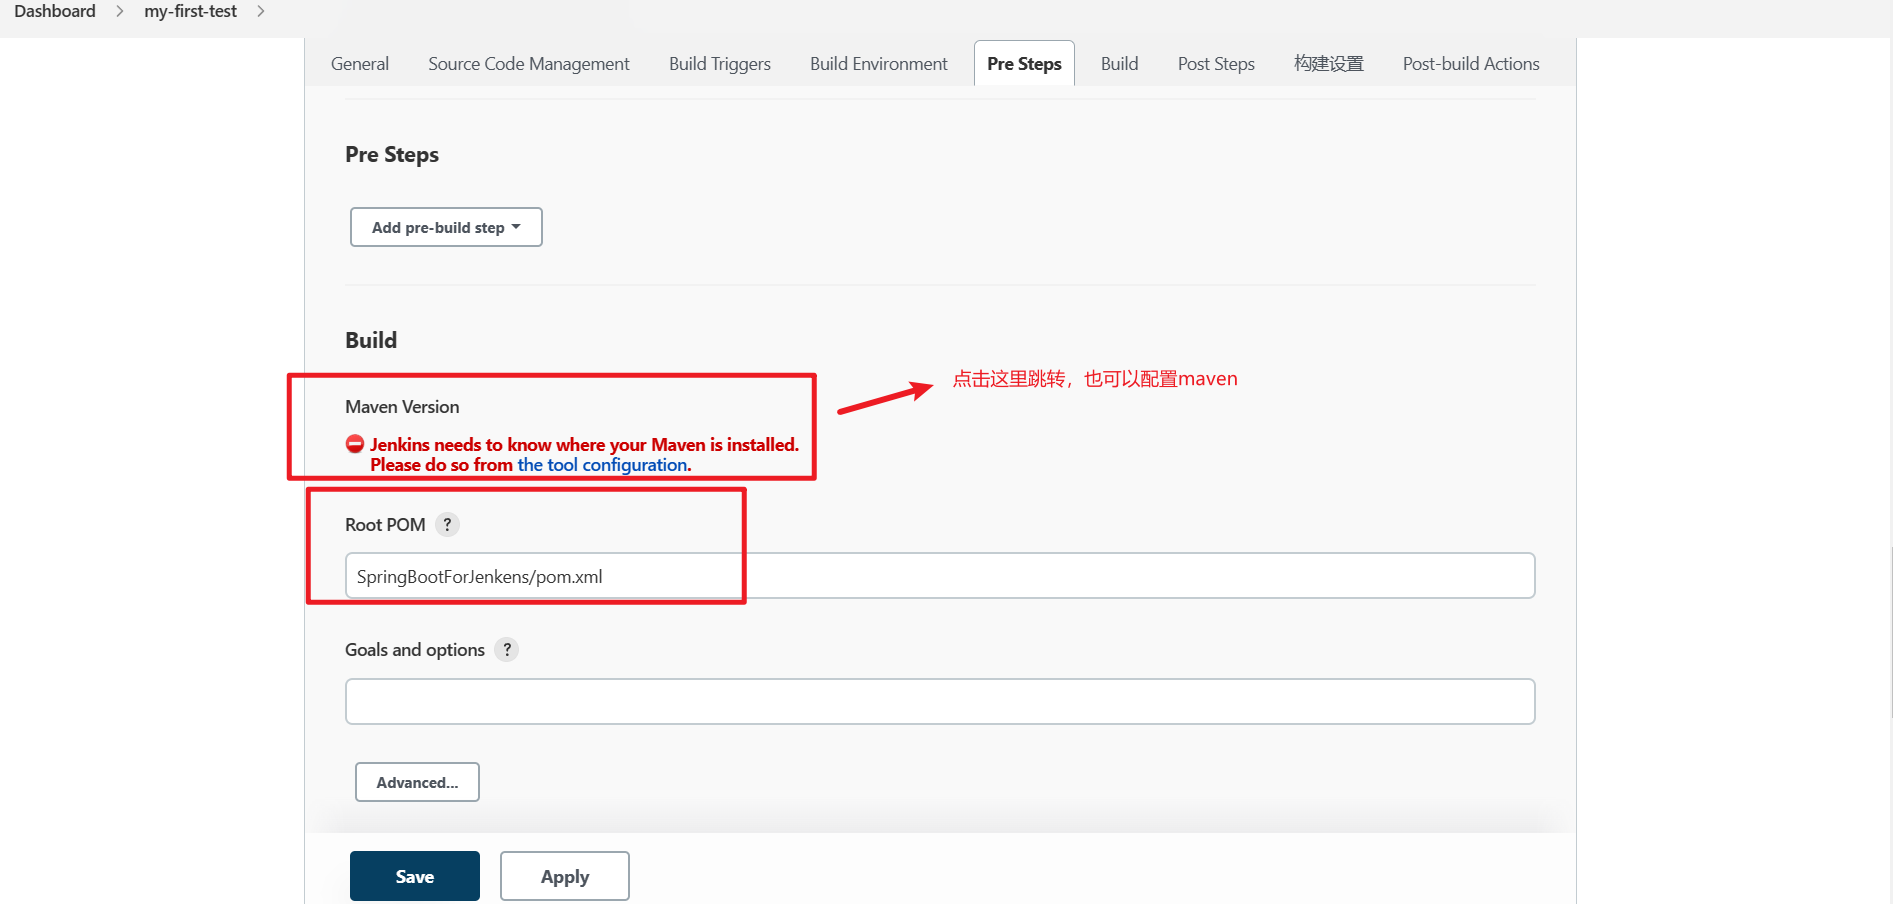 Dashboard > my-first-test >
General Source Code Management Build Triggers Build Environment Pre Steps Build Post Steps 构建设置 Post-build Actions
Pre Steps
Add pre-build step
Build
点击这里跳转，也可以配置maven
Maven Version
Jenkins needs to know where your Maven is installed.
Please do so from the tool configuration.
Root POM ?
SpringBootForJenkens/pom.xml
Goals and options ?
Advanced...
Save Apply